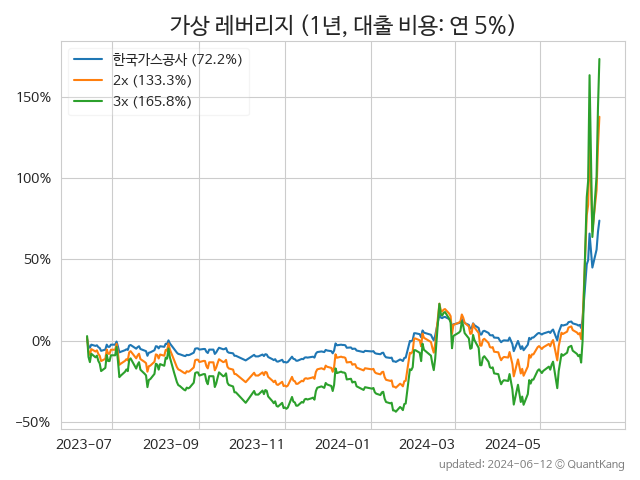 가상 레버리지 (1년, 대출 비용: 연 5%)
한국가스공사 (72.2%)
2x (133.3%)
3x (165.8%)
150%
100%
50%
0%
−50%
2023-07 2023-09 2023-11 2024-01 2024-03 2024-05
updated: 2024-06-12 © QuantKang